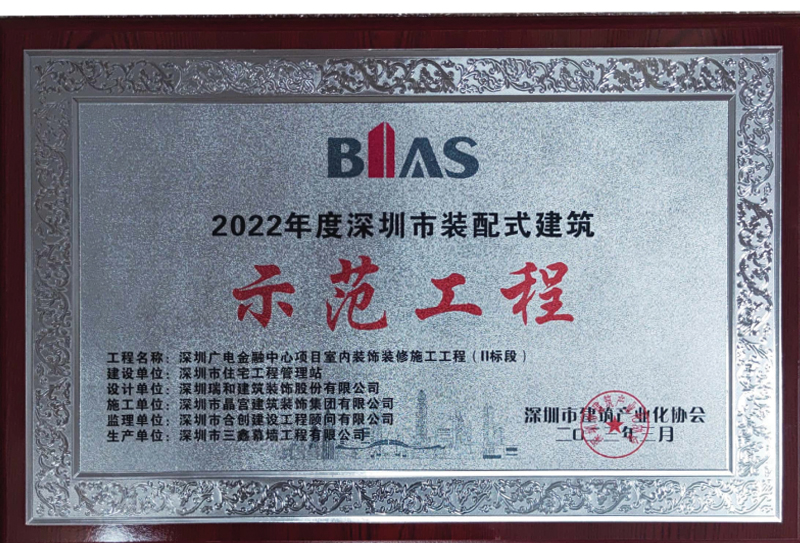 BIAS
2022年度深圳市装配式建筑
示范工程
工程名称：深圳广电金融中心项目室内装饰装修施工工程（II标段）
建设单位：深圳市住宅工程管理站
设计单位：深圳瑞和建筑装饰股份有限公司
施工单位：深圳市晶宫建筑装饰集团有限公司
监理单位：深圳市合创建设工程顾问有限公司
生产单位：深圳市三鑫幕墙工程有限公司
深圳市建筑产业化协会